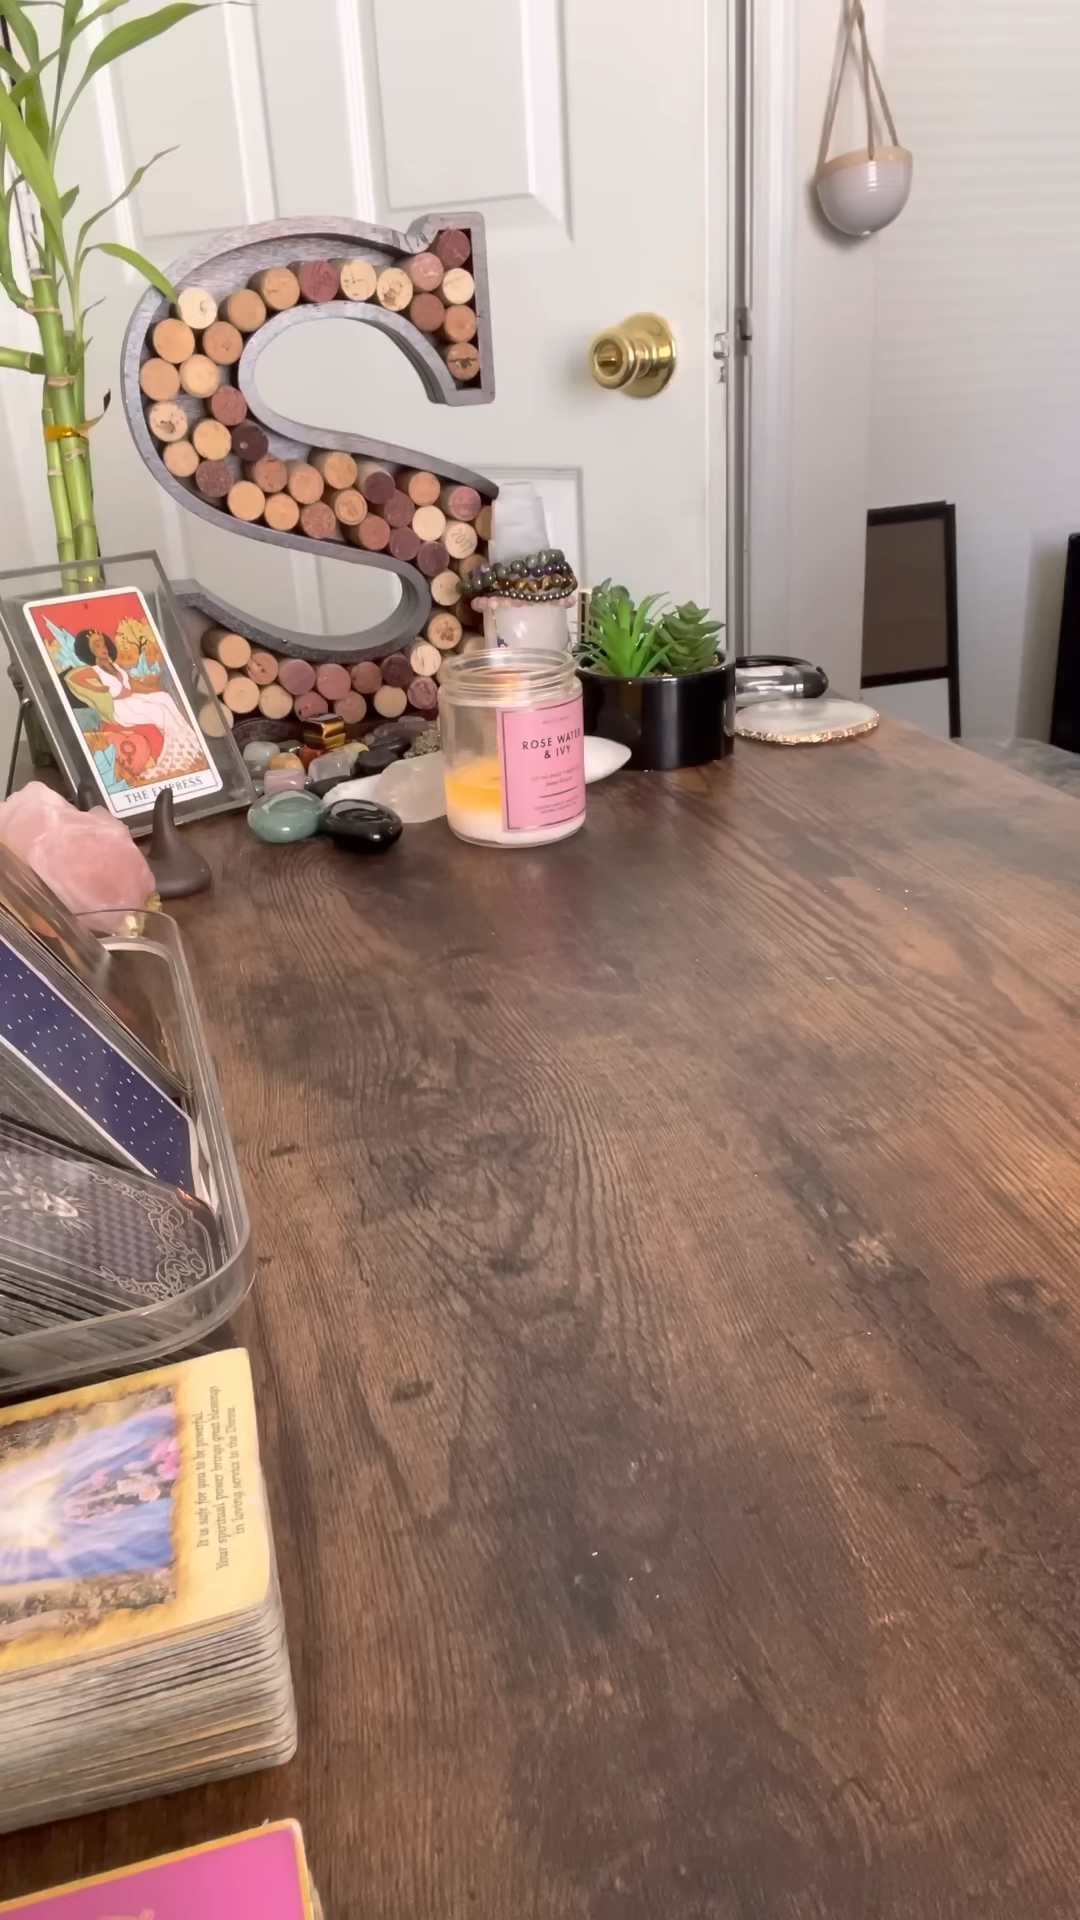 S
THE EMPRESS
ROSE WATER
& IVY
It is safe for you to be powerful.
Your spiritual power brings great blessings
in loving service to the Divine.